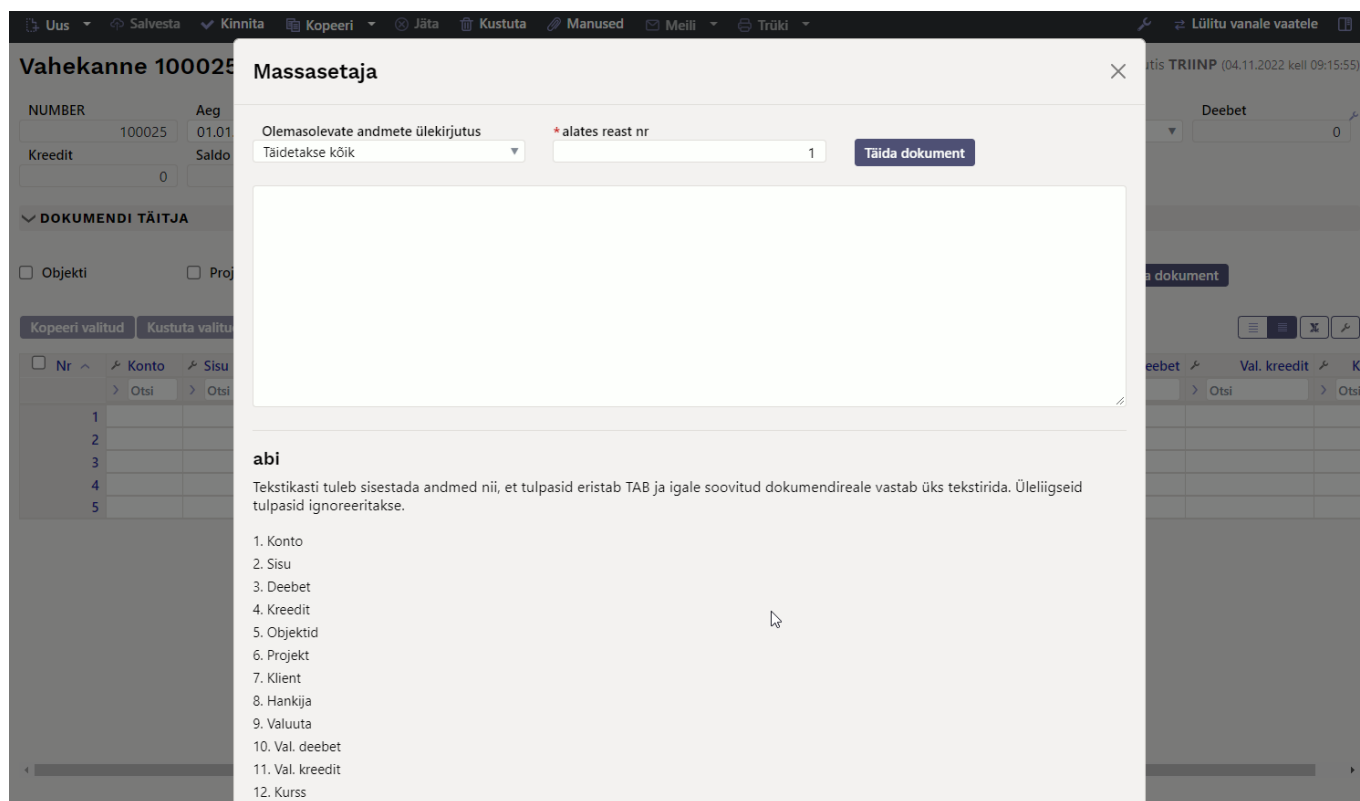 Uus Salvesta Kinnita Kopeeri Jäta Kustuta Manused Meili Trüki Lülitu vanale vaatele
Vahekanne 100025
utis TRIINP (04.11.2022 kell 09:15:55)
Massasetaja
NUMBER Aeg Deebet
100025 01.01 0
Kreedit Saldo
0
Olemasolevate andmete ülekirjutus * alates reast nr
Täidetakse kõik 1 Täida dokument
DOKUMENDI TÄITJA
Objekti Proj dokument
Kopeeri valitud Kustuta valitu
Nr Konto Sisu eebet Val. kreedit K
Otsi Otsi Otsi Otsi
1
2
3
4
5
abi
Tekstikasti tuleb sisestada andmed nii, et tulpasid eristab TAB ja igale soovitud dokumendireale vastab üks tekstirida. Üleliigseid
tulpasid ignoreeritakse.
1. Konto
2. Sisu
3. Deebet
4. Kreedit
5. Objektid
6. Projekt
7. Klient
8. Hankija
9. Valuuta
10. Val. deebet
11. Val. kreedit
12. Kurss